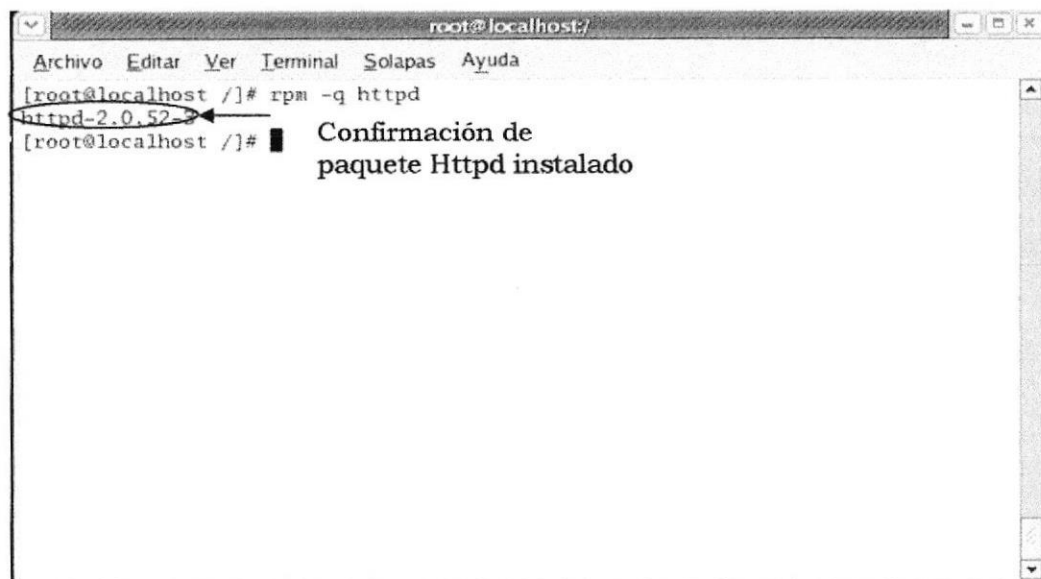 root@localhost:/
Archivo Editar Ver Terminal Solapas Ayuda
[root@localhost /]# rpm -q httpd
httpd-2.0.52-3
[root@localhost /]#
Confirmación de
paquete Httpd instalado